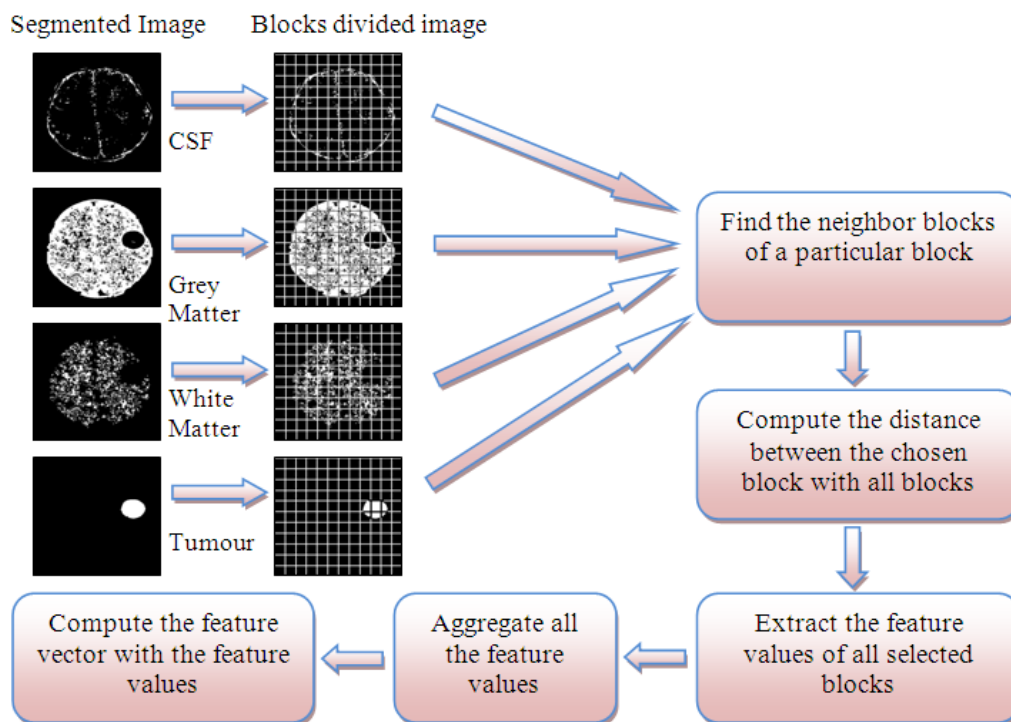 Segmented Image
Blocks divided image
CSF
Grey
Matter
White
Matter
Tumour
Find the neighbor blocks
of a particular block
Compute the distance
between the chosen
block with all blocks
Extract the feature
values of all selected
blocks
Aggregate all
the feature
values
Compute the feature
vector with the feature
values